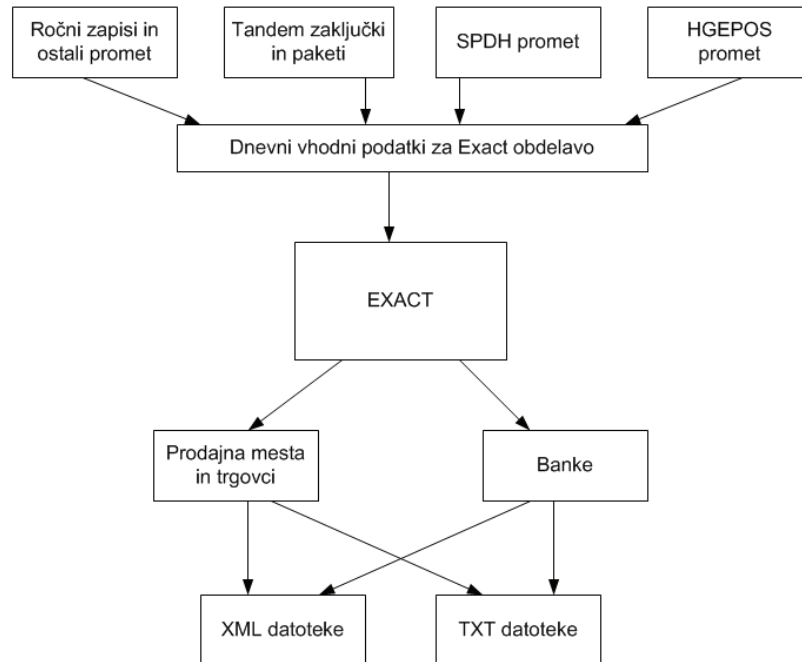 Ročni zapisi in
ostali promet
Tandem zaključki
in paketi
SPDH promet
HGEPOS
promet
Dnevni vhodni podatki za Exact obdelavo
EXACT
Prodajna mesta
in trgovci
Banke
XML datoteke
TXT datoteke